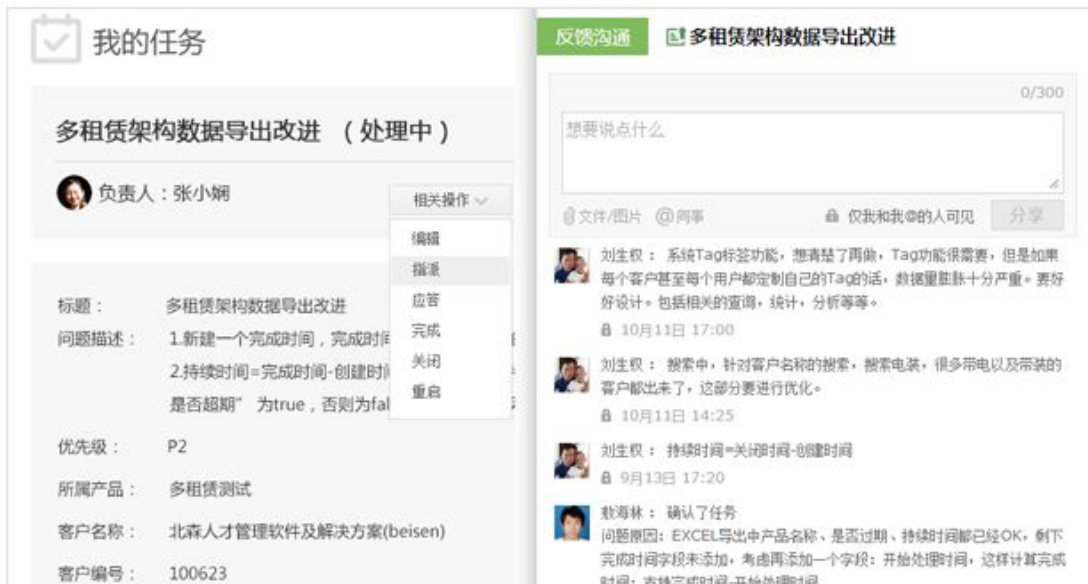 我的任务
多租赁架构数据导出改进 （处理中）
负责人：张小娴
相关操作
编辑
指派
应答
完成
关闭
重启
标题： 多租赁架构数据导出改进
问题描述： 1.新建一个完成时间，完成时间
2.持续时间=完成时间-创建时间
是否超期” 为true，否则为fal
优先级： P2
所属产品： 多租赁测试
客户名称： 北森人才管理软件及解决方案(beisen)
客户编号： 100623
反馈沟通 多租赁架构数据导出改进
0/300
想要说点什么
文件/图片 @同事 仅我和我@的人可见 分享
刘生权： 系统Tag标签功能，想清楚了再做，Tag功能很需要，但是如果
每个客户甚至每个用户都定制自己的Tag的话，数据量膨胀十分严重。要好
好设计。包括相关的查询，统计，分析等等。
10月11日 17:00
刘生权： 搜索中，针对客户名称的搜索，搜索电装，很多带电以及带装的
客户都出来了，这部分要进行优化。
10月11日 14:25
刘生权： 持续时间=关闭时间-创建时间
9月13日 17:20
敖海林： 确认了任务
问题原因：EXCEL导出中产品名称、是否过期、持续时间都已经OK，剩下
完成时间字段未添加，考虑再添加一个字段：开始处理时间，这样计算完成
时间：支持完成时间-开始处理时间